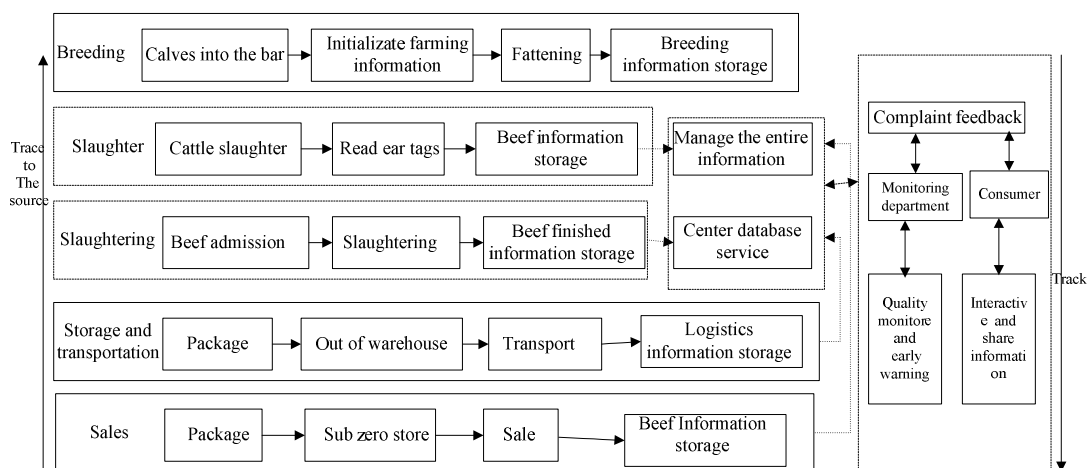 Breeding
Calves into the bar
Initializate farming
information
Fattening
Breeding
information storage
Trace
to
The
source
Slaughter
Cattle slaughter
Read ear tags
Beef information
storage
Manage the entire
information
Slaughtering
Beef admission
Slaughtering
Beef finished
information storage
Center database
service
Storage and
transportation
Package
Out of warehouse
Transport
Logistics
information storage
Sales
Package
Sub zero store
Sale
Beef Information
storage
Complaint feedback
Monitoring
department
Consumer
Quality
monitore
and
early
warning
Interactiv
e and
share
informati
on
Track